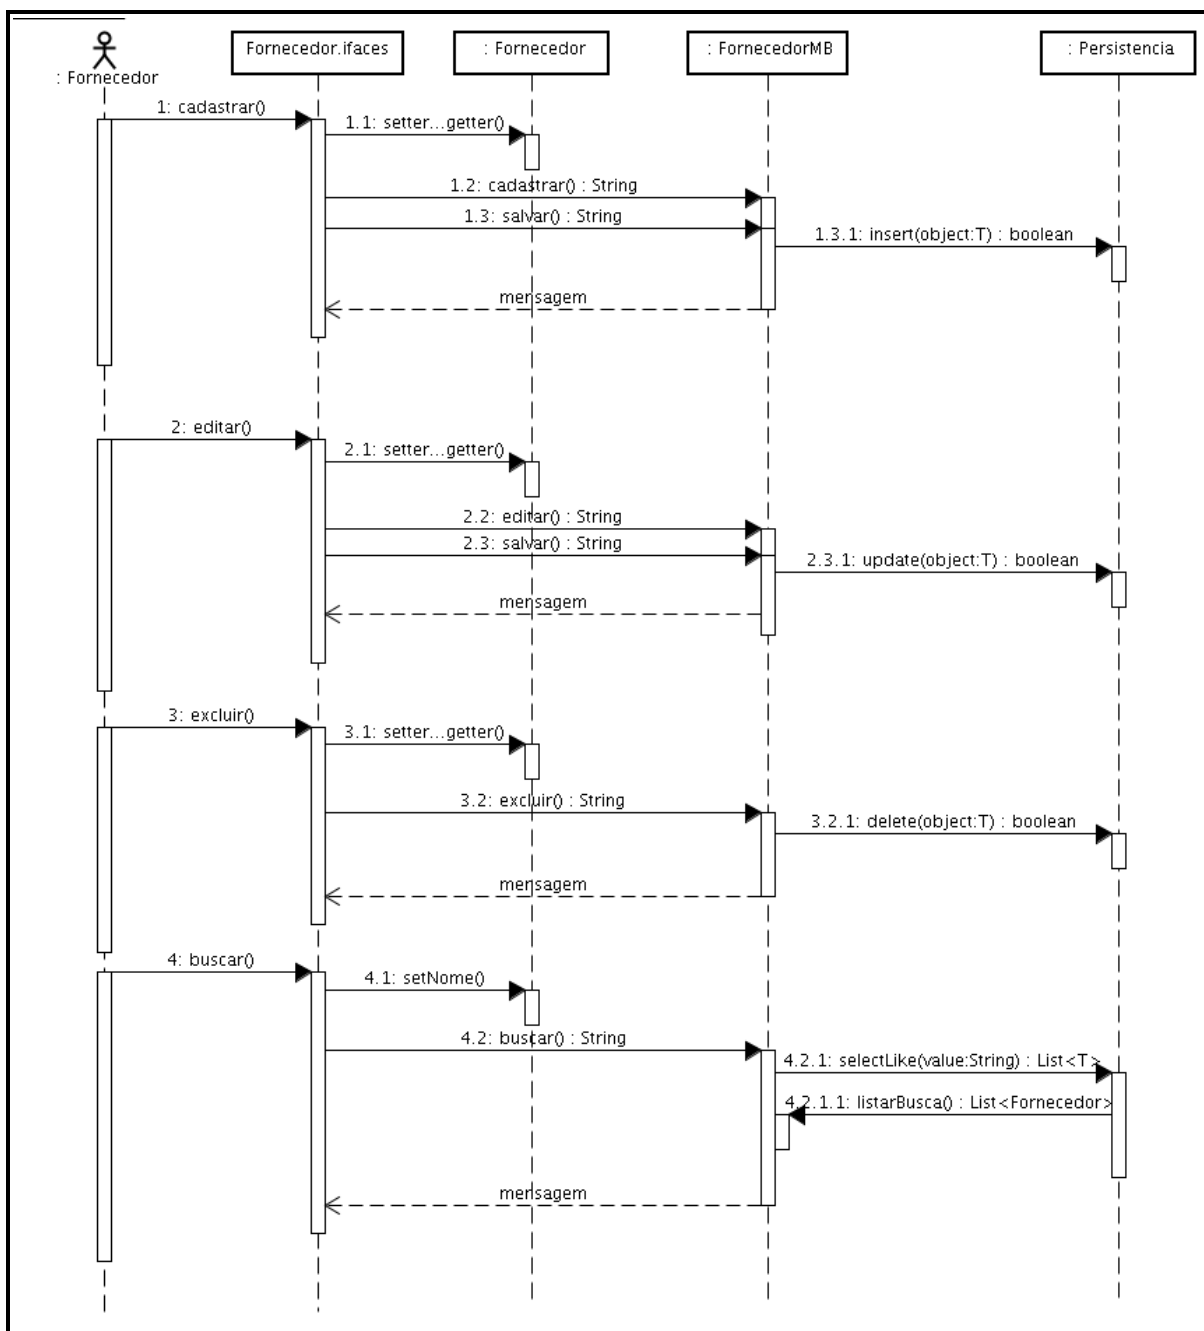 : Fornecedor
Fornecedor.ifaces
: Fornecedor
: FornecedorMB
: Persistencia
1: cadastrar()
1.1: setter...getter()
1.2: cadastrar() : String
1.3: salvar() : String
1.3.1: insert(object:T) : boolean
mensagem
2: editar()
2.1: setter...getter()
2.2: editar() : String
2.3: salvar() : String
2.3.1: update(object:T) : boolean
mensagem
3: excluir()
3.1: setter...getter()
3.2: excluir() : String
3.2.1: delete(object:T) : boolean
mensagem
4: buscar()
4.1: setNome()
4.2: buscar() : String
4.2.1: selectLike(value:String) : List<T>
4.2.1.1: listarBusca() : List<Fornecedor>
mensagem